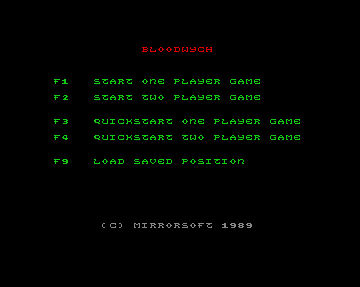 BLOODWYCH
F1 START ONE PLAYER GAME
F2 START TWO PLAYER GAME
F3 QUICKSTART ONE PLAYER GAME
F4 QUICKSTART TWO PLAYER GAME
F9 LOAD SAVED POSITION
(C) MIRRORSOFT 1989